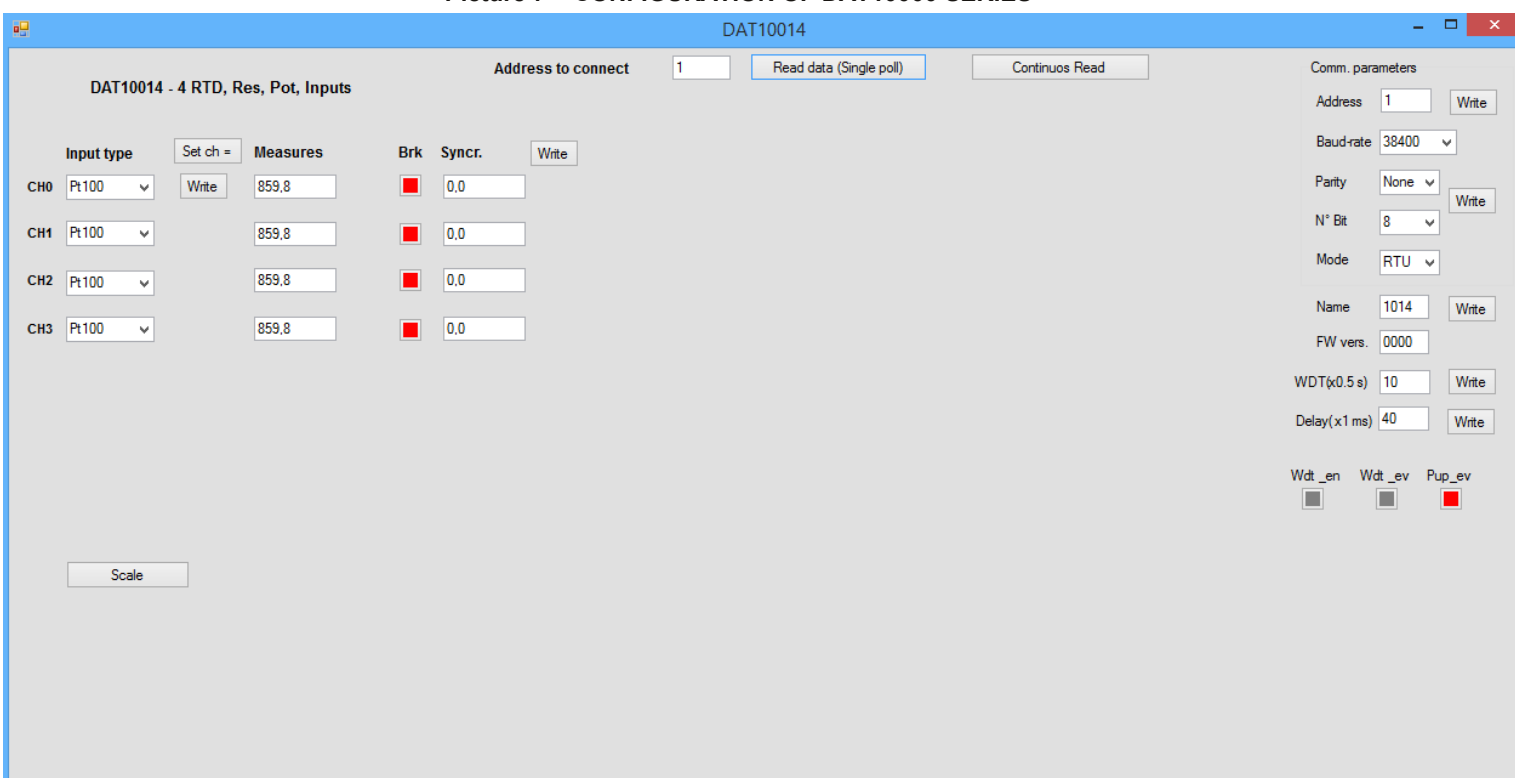 DAT10014
Address to connect 1 Read data (Single poll) Continuos Read
DAT10014 - 4 RTD, Res, Pot, Inputs
Input type Set ch = Measures Brk Syncr. Write
CH0 Pt100 Write 859,8 0,0
CH1 Pt100 859,8 0,0
CH2 Pt100 859,8 0,0
CH3 Pt100 859,8 0,0
Scale
Comm. parameters
Address 1 Write
Baud-rate 38400
Parity None
Write
N° Bit 8
Mode RTU
Name 1014 Write
FW vers. 0000
WDT(x0.5 s) 10 Write
Delay( x1 ms) 40 Write
Wdt _en Wdt _ev Pup_ev